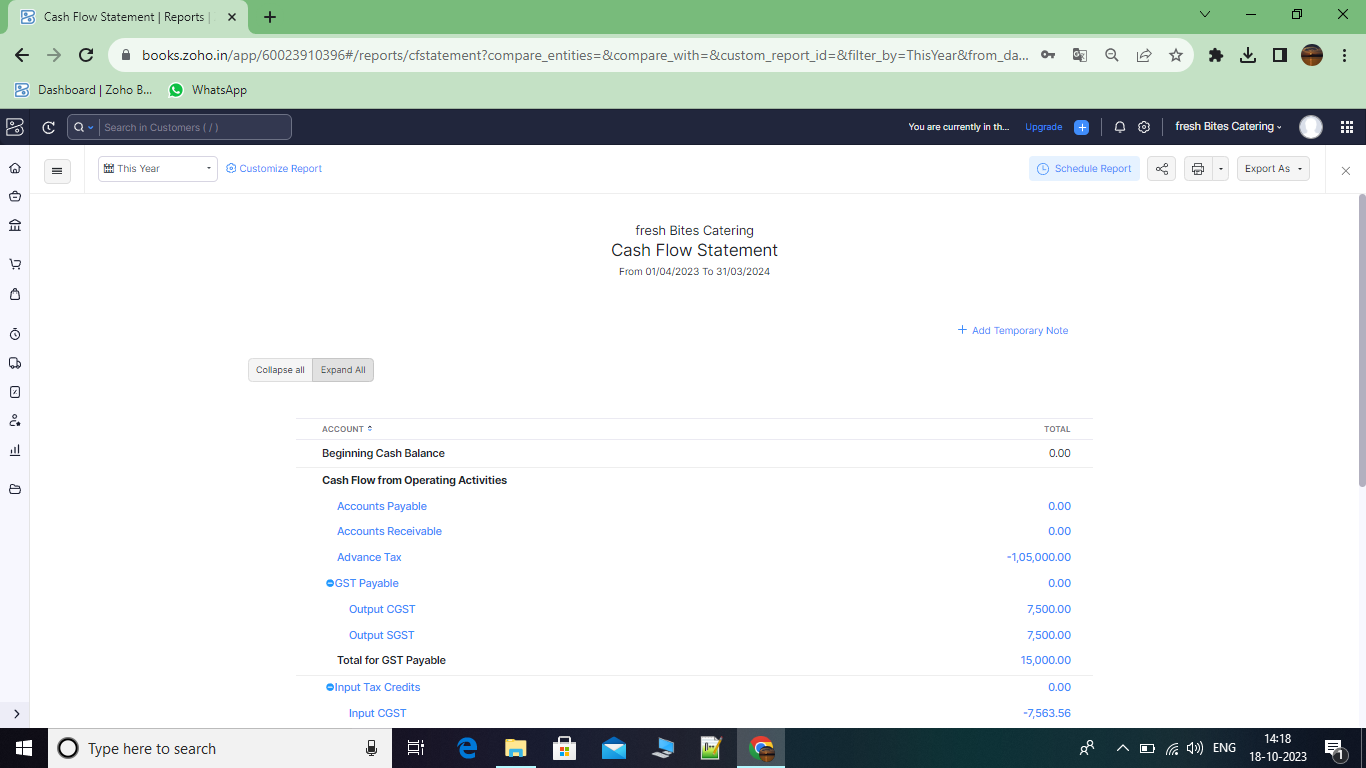 Cash Flow Statement | Reports |
books.zoho.in/app/60023910396#/reports/cfstatement?compare_entities=&compare_with=&custom_report_id=&filter_by=ThisYear&from_da...
Dashboard | Zoho B...
WhatsApp
Search in Customers ( / )
You are currently in th...
Upgrade
fresh Bites Catering
This Year
Customize Report
Schedule Report
Export As
fresh Bites Catering
Cash Flow Statement
From 01/04/2023 To 31/03/2024
Add Temporary Note
Collapse all Expand All
ACCOUNT TOTAL
Beginning Cash Balance 0.00
Cash Flow from Operating Activities
Accounts Payable 0.00
Accounts Receivable 0.00
Advance Tax -1,05,000.00
GST Payable 0.00
Output CGST 7,500.00
Output SGST 7,500.00
Total for GST Payable 15,000.00
Input Tax Credits 0.00
Input CGST -7,563.56
Type here to search
ENG
14:18
18-10-2023
1